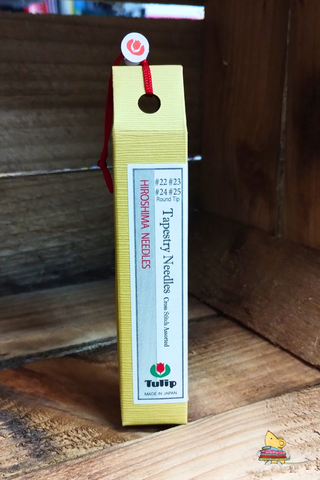 #22 #23
#24 #25
Round Tip
HIROSHIMA NEEDLES
Tapestry Needles Cross Stitch Assorted
Tulip
MADE IN JAPAN